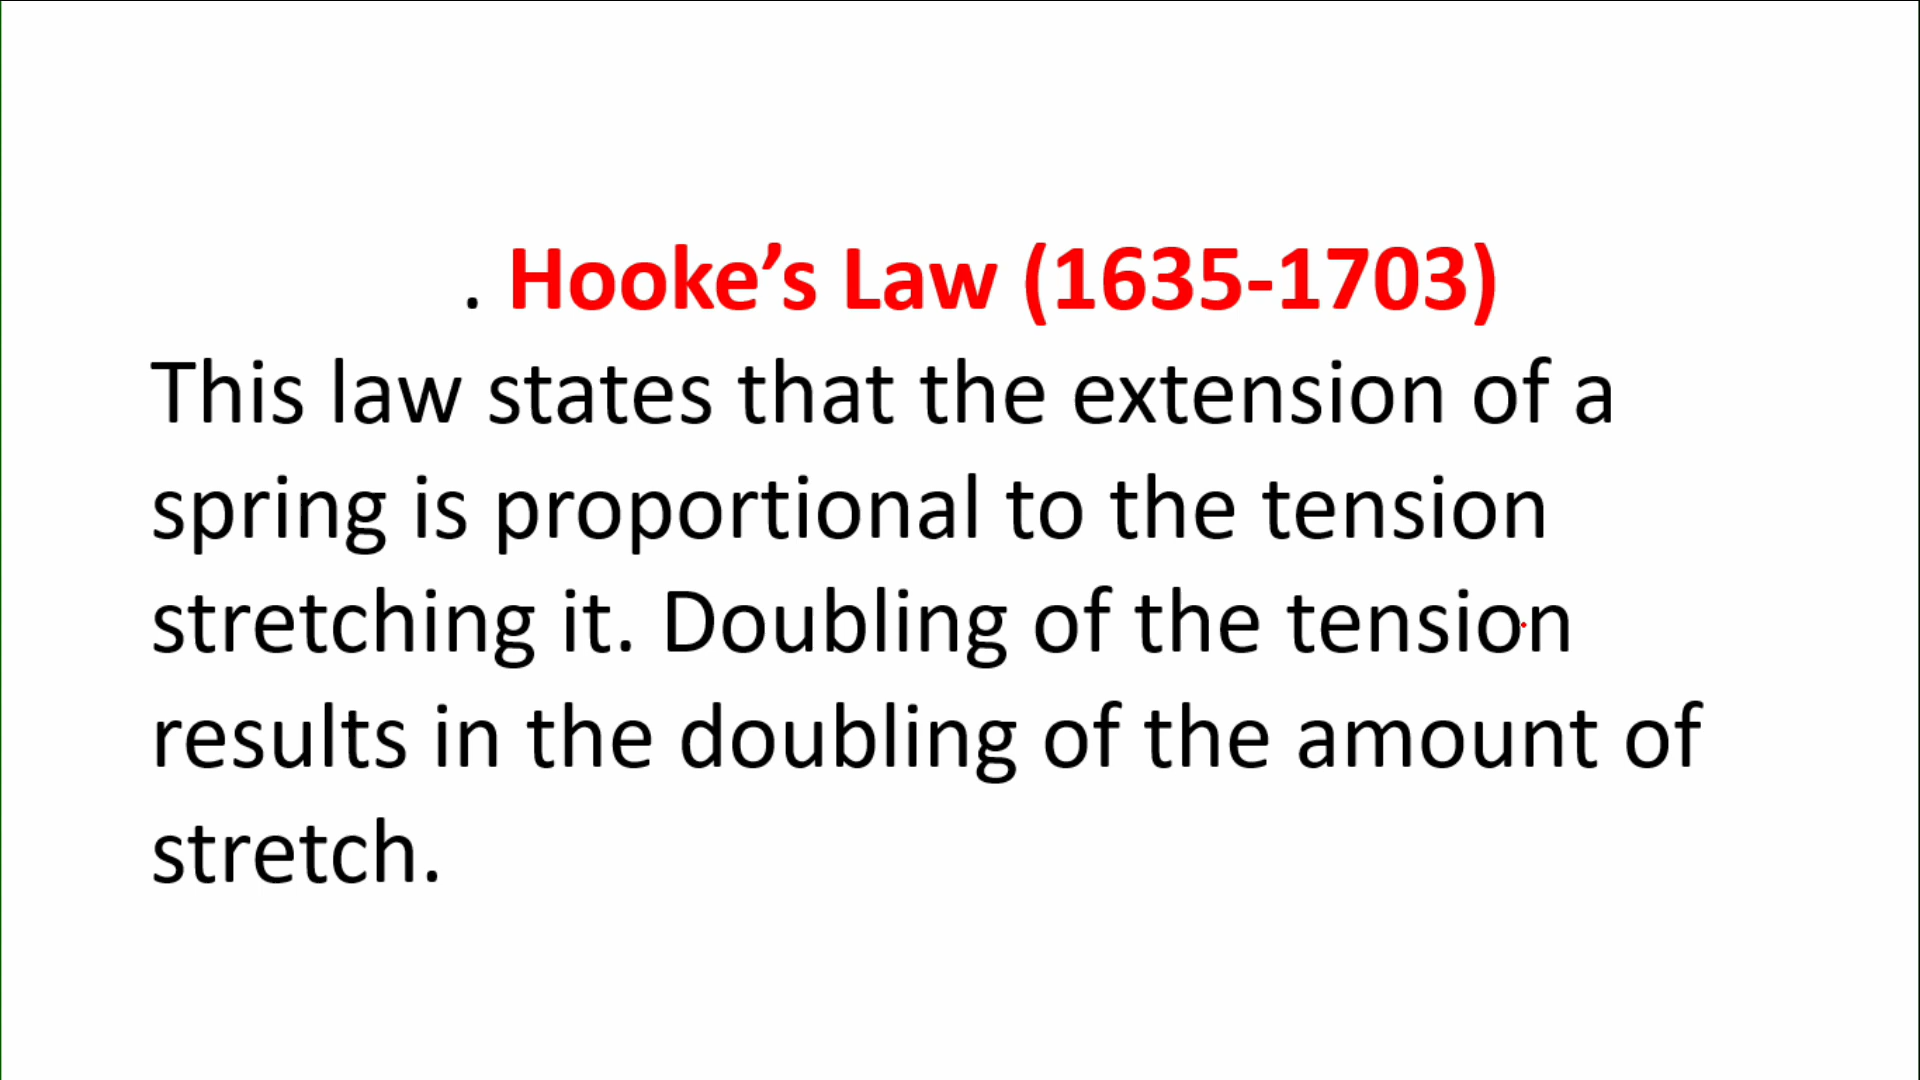 . Hooke’s Law (1635-1703)
This law states that the extension of a
spring is proportional to the tension
stretching it. Doubling of the tension
results in the doubling of the amount of
stretch.